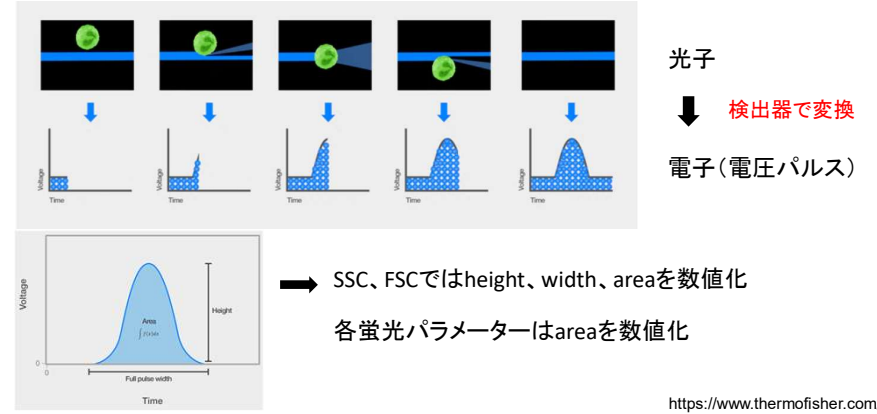 光子
検出器で変換
電子(電圧パルス)
Voltage
Time
Voltage
Time
Voltage
Time
Voltage
Time
Voltage
Time
Voltage
Area
Height
0
0
Full pulse width
Time
SSC、FSCではheight、width、areaを数値化
各蛍光パラメーターはareaを数値化
https://www.thermofisher.com